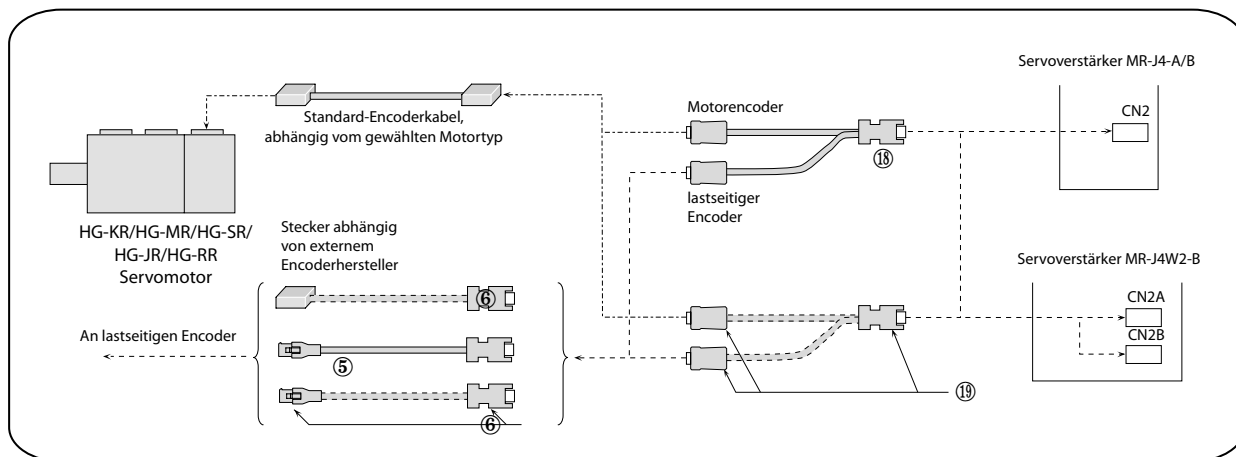 Servoverstärker MR-J4-A/B
CN2
Motorencoder
Standard-Encoderkabel,
abhängig vom gewählten Motortyp
⑱
lastseitiger
Encoder
HG-KR/HG-MR/HG-SR/
HG-JR/HG-RR
Servomotor
Stecker abhängig
von externem
Encoderhersteller
Servoverstärker MR-J4W2-B
CN2A
CN2B
⑥
An lastseitigen Encoder
⑤
⑥
⑲